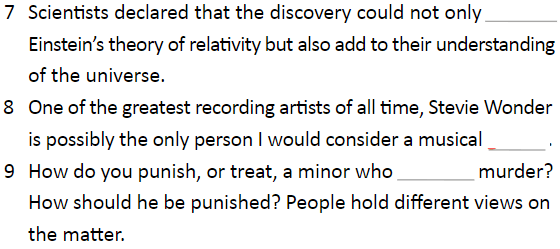 7 Scientists declared that the discovery could not only ________
Einstein's theory of relativity but also add to their understanding
of the universe.
8 One of the greatest recording artists of all time, Stevie Wonder
is possibly the only person I would consider a musical ______ .
9 How do you punish, or treat, a minor who ________ murder?
How should he be punished? People hold different views on
the matter.